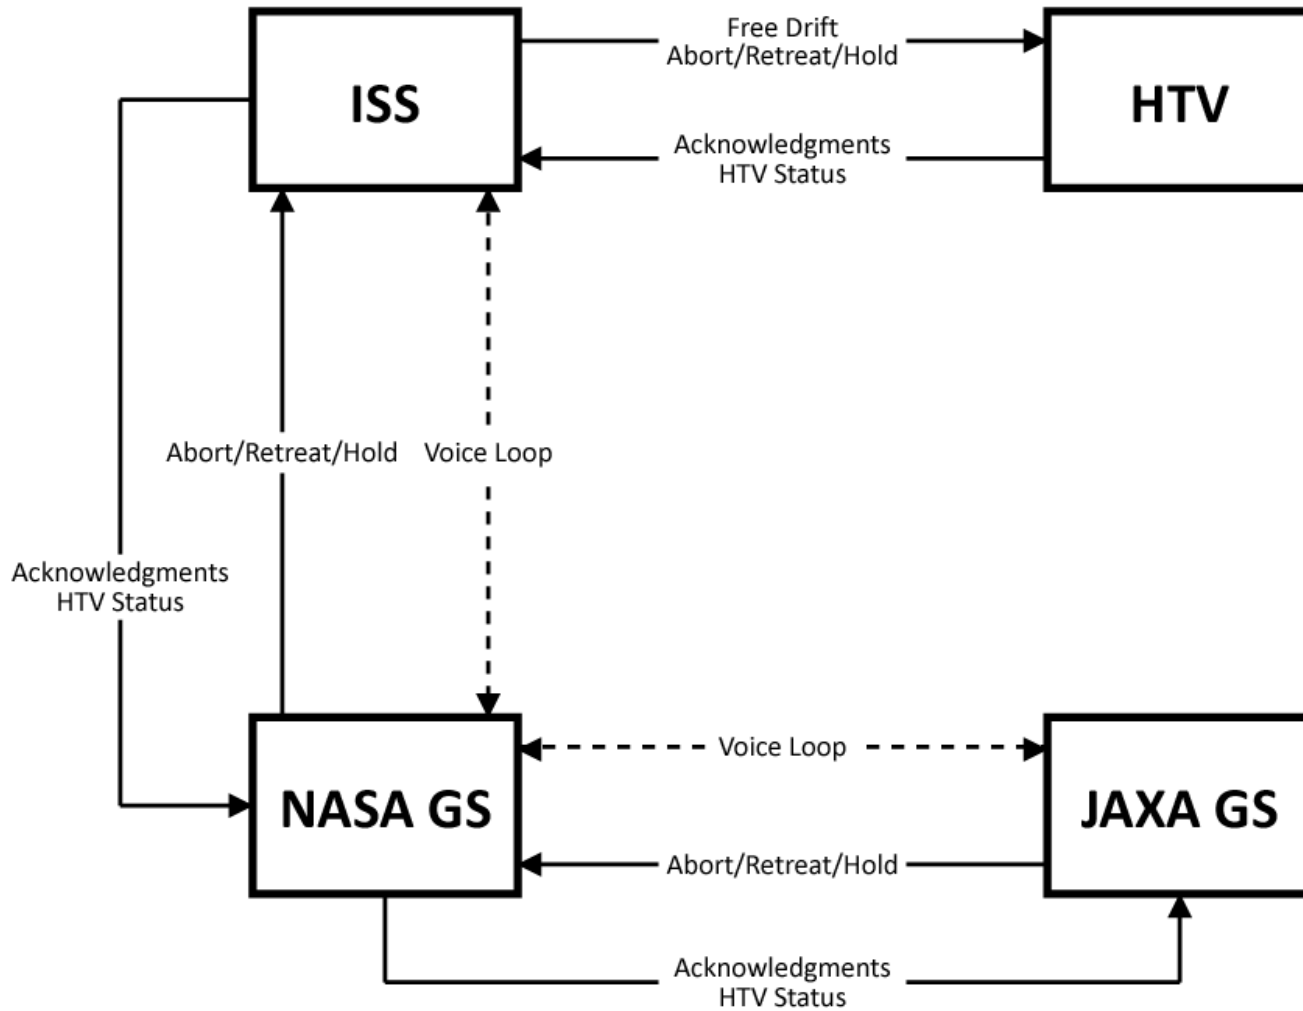 Free Drift
Abort/Retreat/Hold
ISS
HTV
Acknowledgments
HTV Status
Abort/Retreat/Hold
Voice Loop
Acknowledgments
HTV Status
Voice Loop
NASA GS
JAXA GS
Abort/Retreat/Hold
Acknowledgments
HTV Status